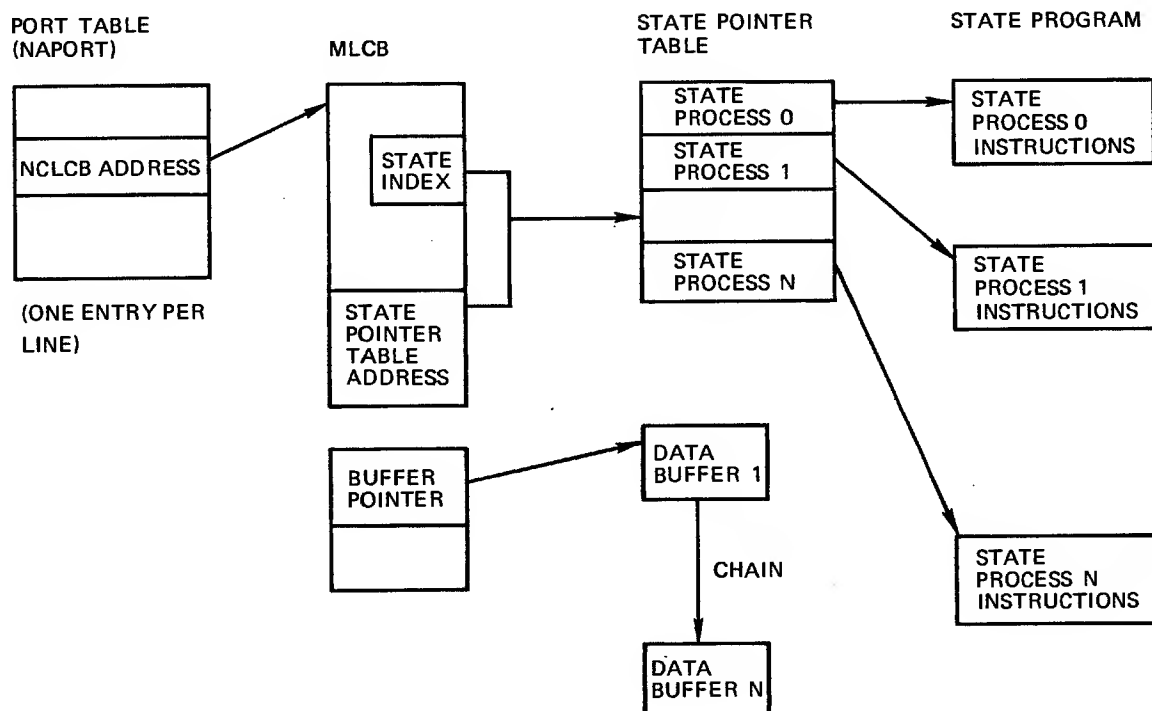 PORT TABLE
(NAPORT)
NCLCB ADDRESS
(ONE ENTRY PER
LINE)
MLCB
STATE
INDEX
STATE
POINTER
TABLE
ADDRESS
BUFFER
POINTER
STATE POINTER
TABLE
STATE
PROCESS 0
STATE
PROCESS 1
STATE
PROCESS N
DATA
BUFFER 1
CHAIN
DATA
BUFFER N
STATE PROGRAM
STATE
PROCESS 0
INSTRUCTIONS
STATE
PROCESS 1
INSTRUCTIONS
STATE
PROCESS N
INSTRUCTIONS